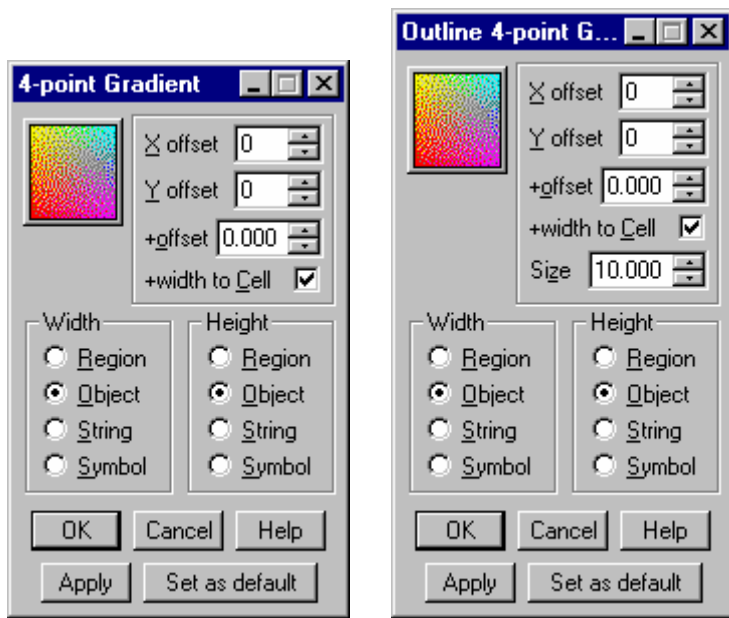 4-point Gradient
X offset 0
Y offset 0
+offset 0.000
+width to Cell
Width
Region
Object
String
Symbol
Height
Region
Object
String
Symbol
OK Cancel Help
Apply Set as default
Outline 4-point G...
X offset 0
Y offset 0
+offset 0.000
+width to Cell
Size 10.000
Width
Region
Object
String
Symbol
Height
Region
Object
String
Symbol
OK Cancel Help
Apply Set as default